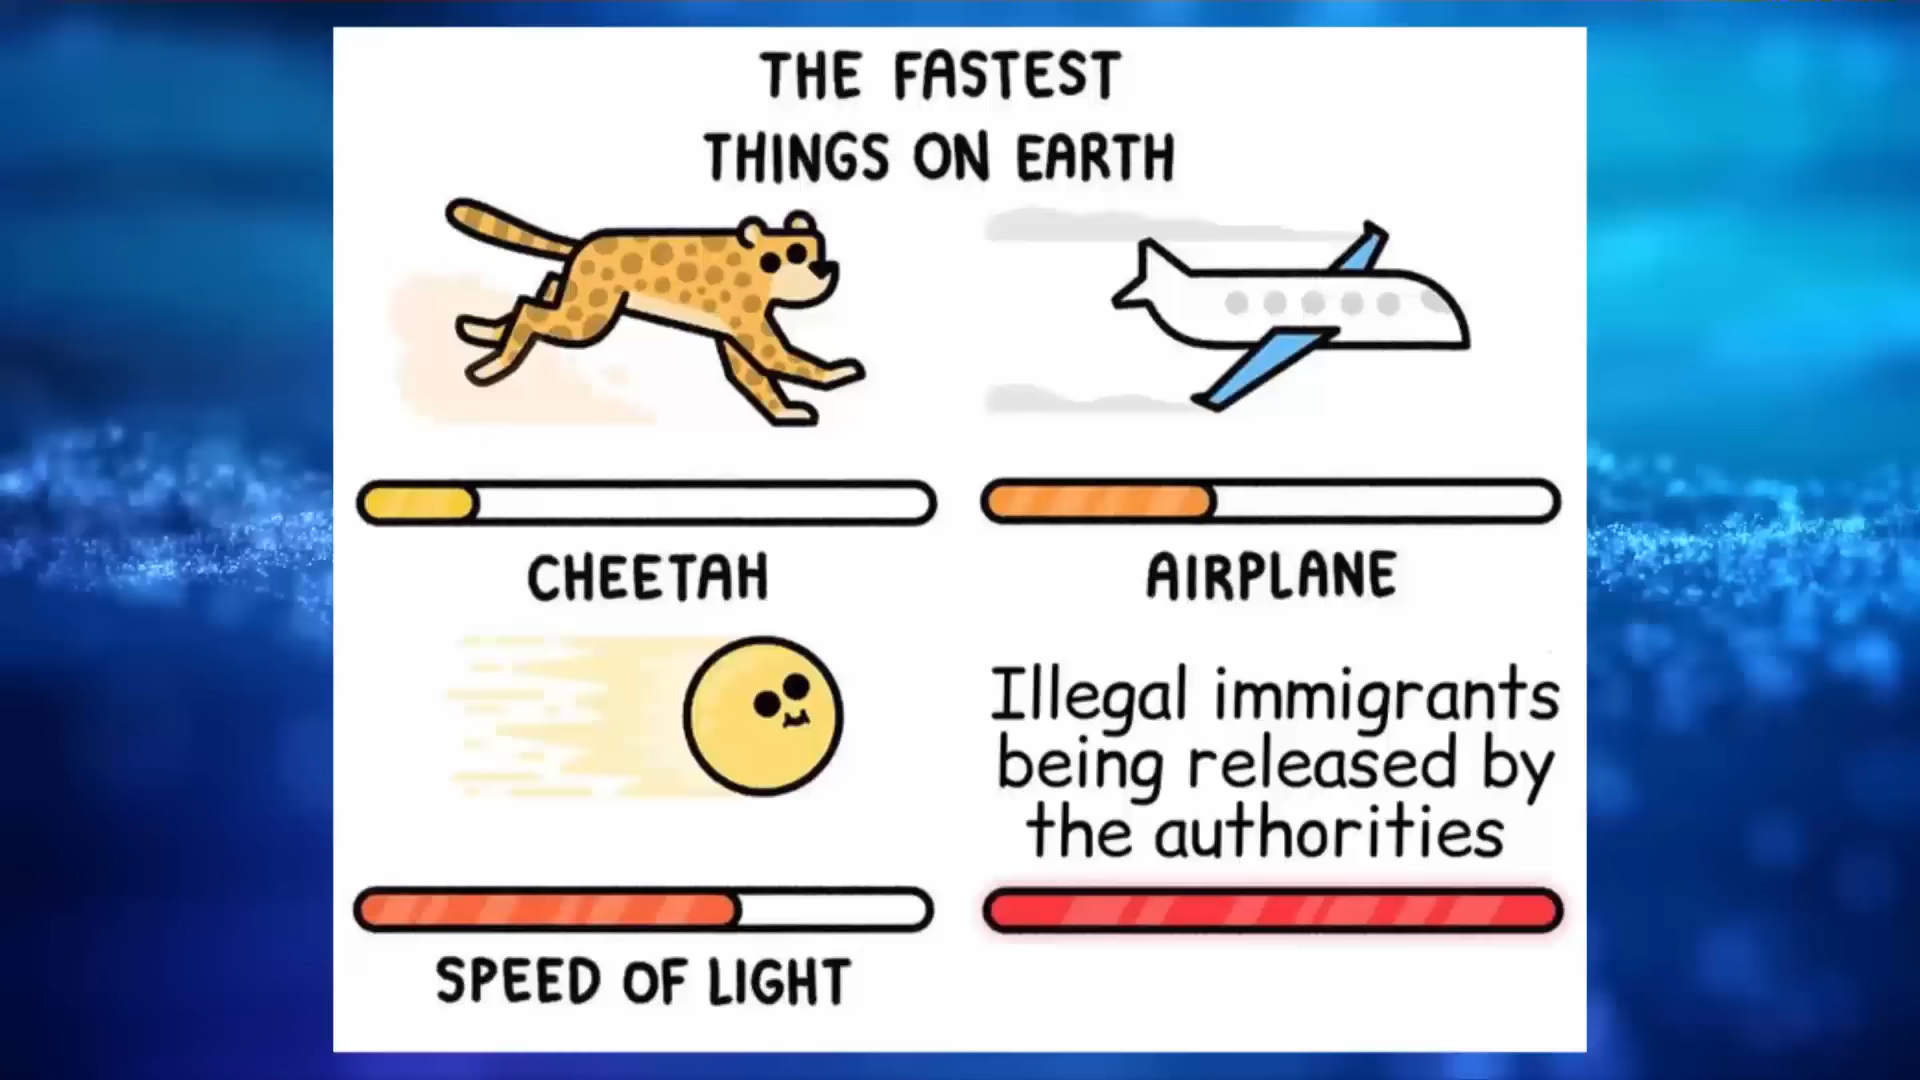 THE FASTEST
THINGS ON EARTH
CHEETAH
AIRPLANE
Illegal immigrants
being released by
the authorities
SPEED OF LIGHT